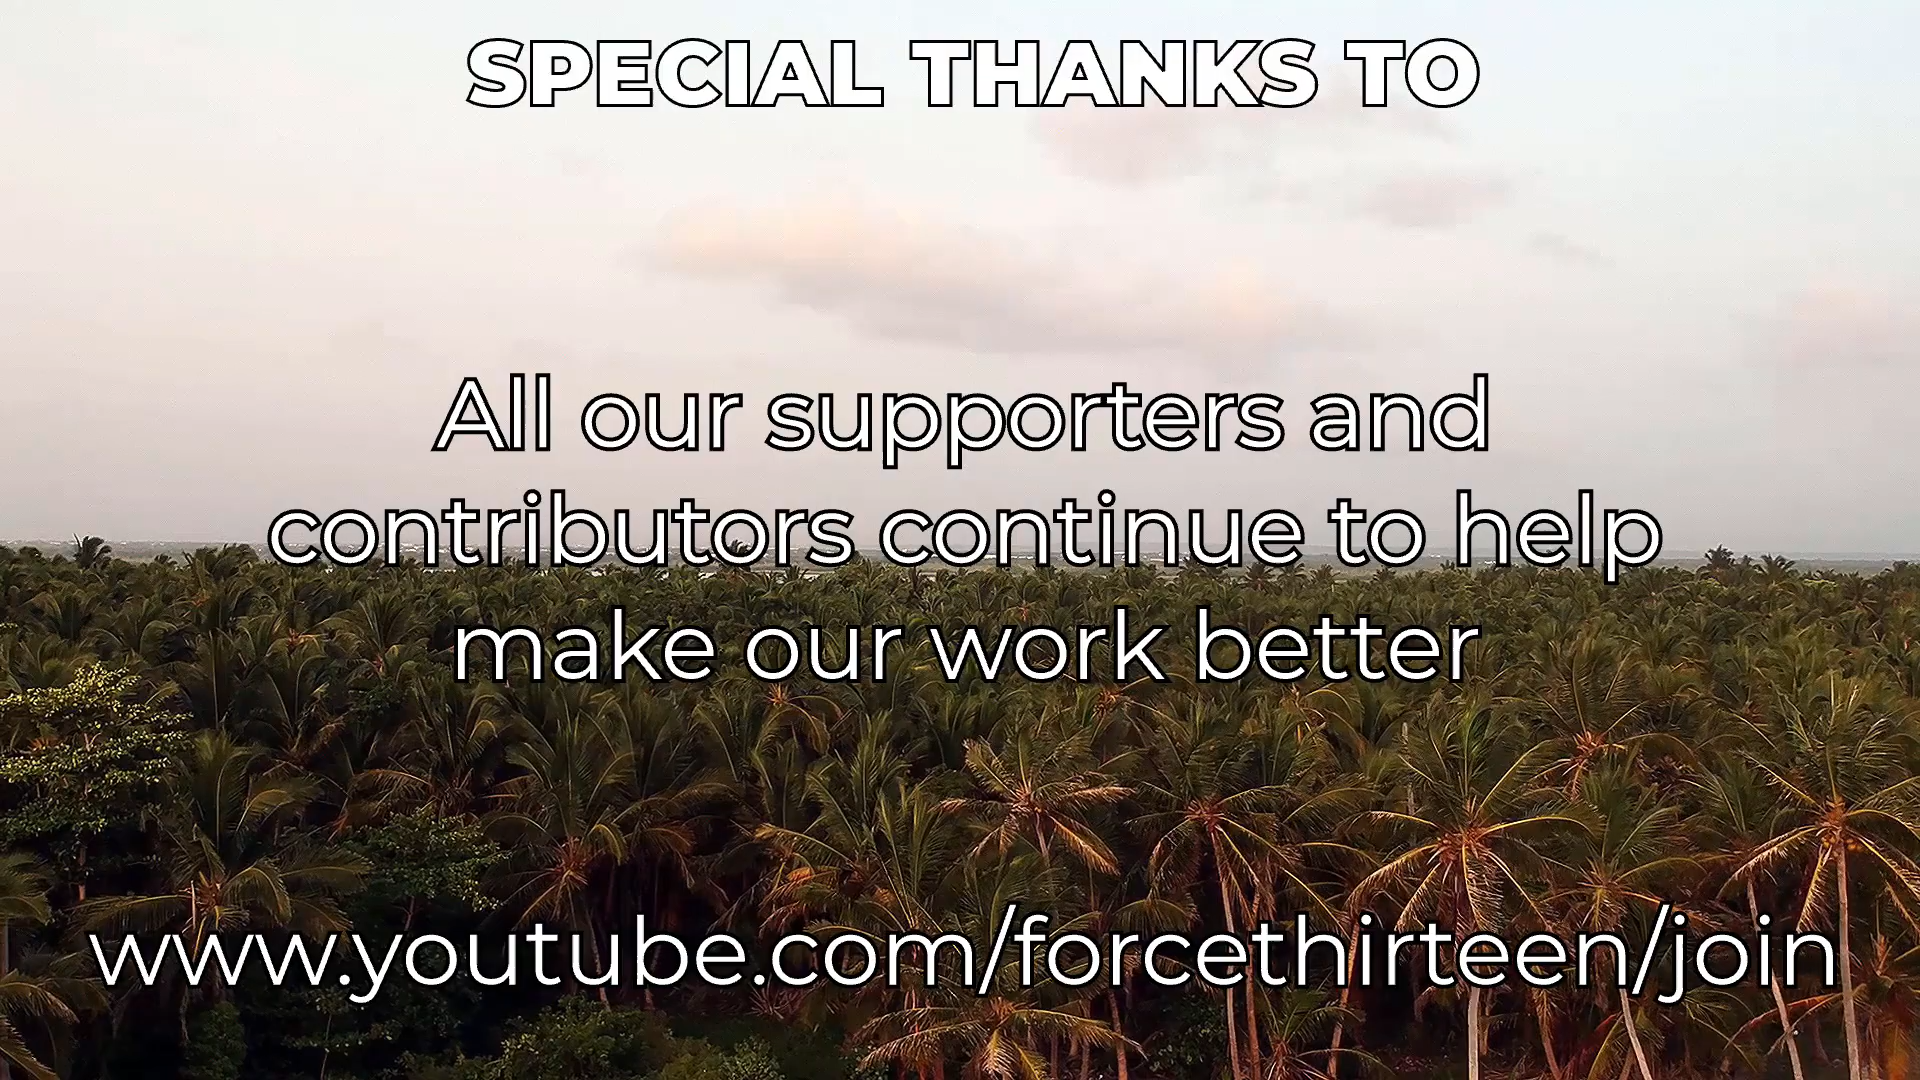 SPECIAL THANKS TO
All our supporters and
contributors continue to help
make our work better
www.youtube.com/forcethirteen/join